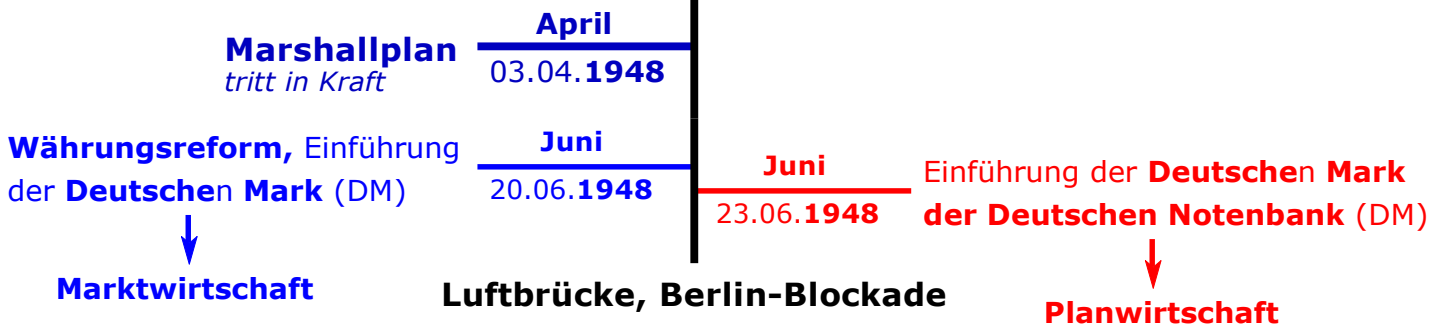 April
Marshallplan
tritt in Kraft
03.04.1948
Währungsreform, Einführung
der Deutschen Mark (DM)
Juni
20.06.1948
Marktwirtschaft
Juni
23.06.1948
Einführung der Deutschen Mark
der Deutschen Notenbank (DM)
Planwirtschaft
Luftbrücke, Berlin-Blockade